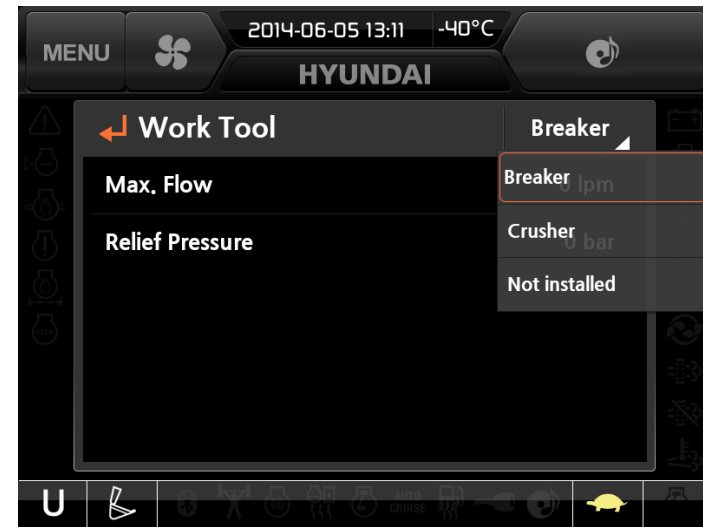 MENU
2014-06-05 13:11 -40°C
HYUNDAI
Work Tool
Breaker
Max. Flow
0 lpm
Relief Pressure
0 bar
Breaker
Crusher
Not installed
STOP
U
AUTO
CRUISE